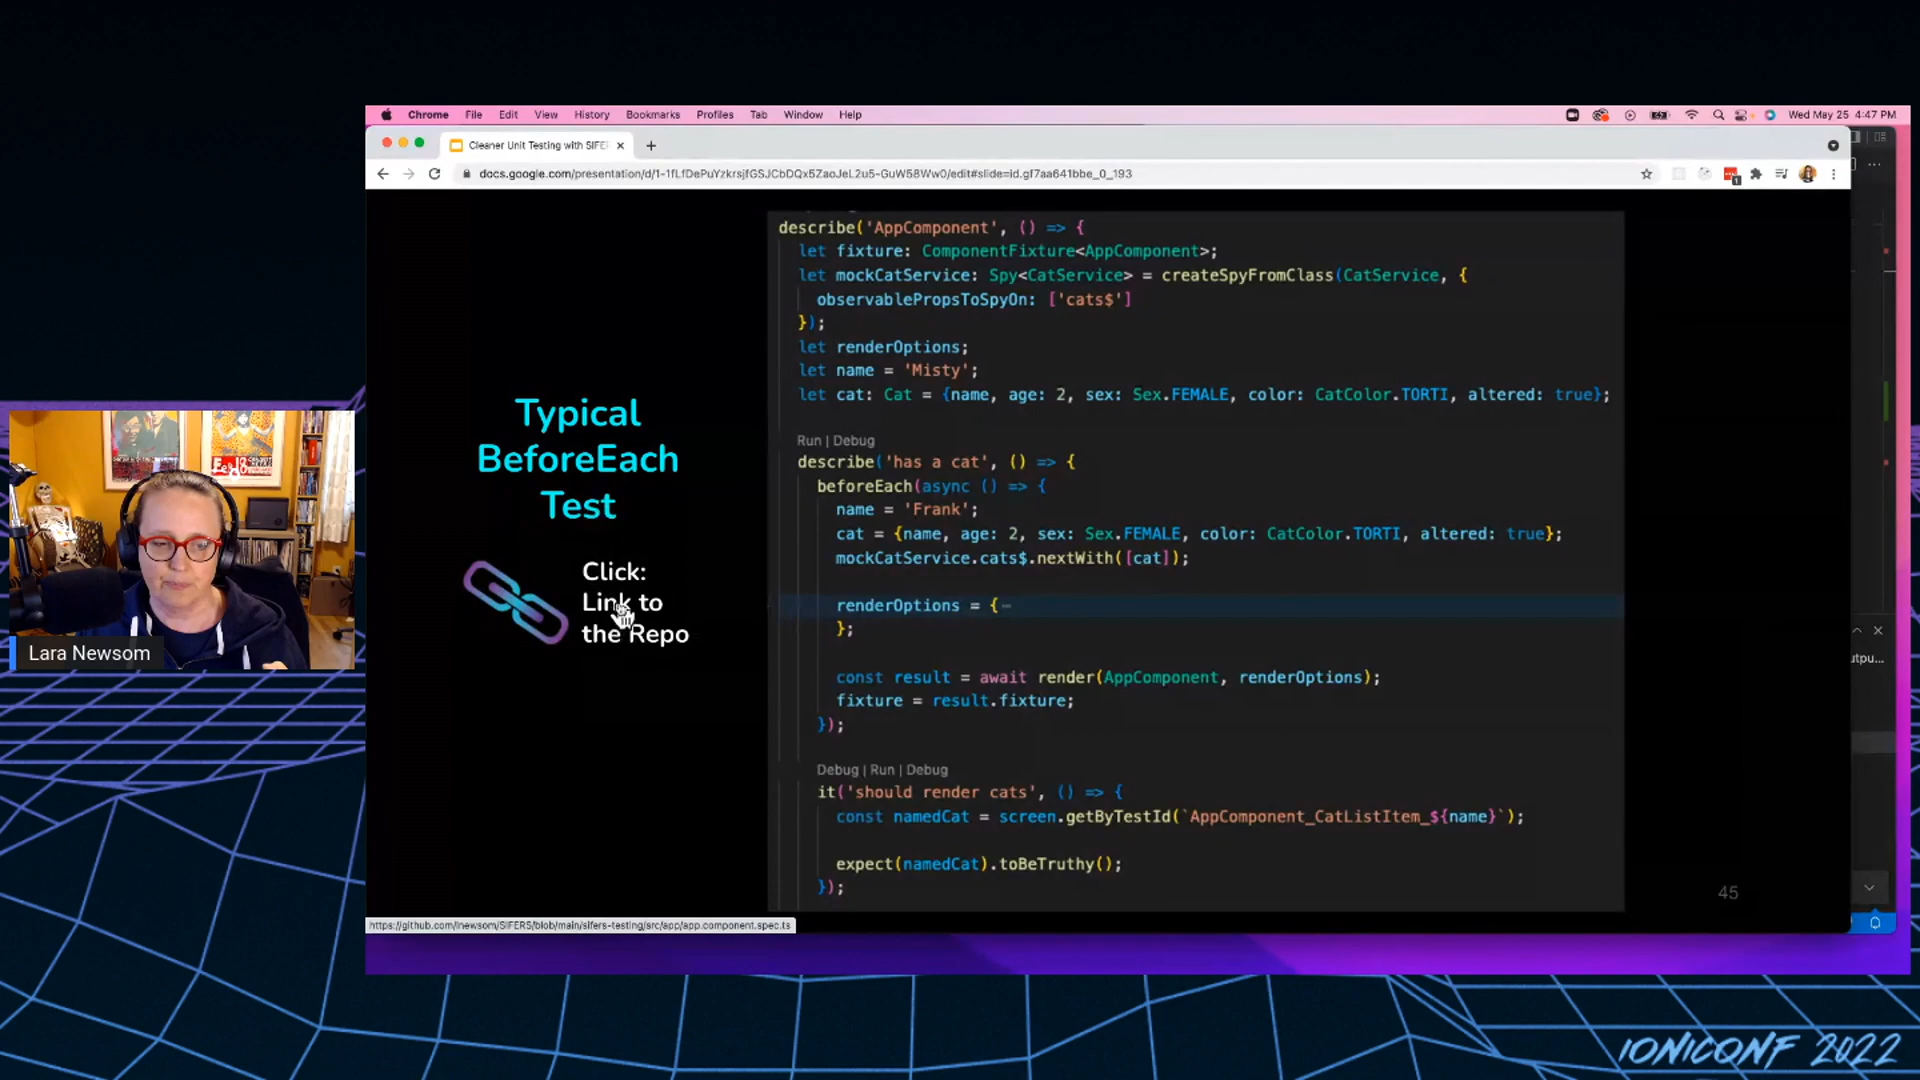 Chrome File Edit View History Bookmarks Profiles Tab Window Help Wed May 25 4:47 PM
Cleaner Unit Testing with SIFE
docs.google.com/presentation/d/1-1fLfDePuYzkrsjfGSJCbDQx5ZaoJeL2u5-GuW58Ww0/edit#slide=id.gf7aa641bbe_0_193
Typical
BeforeEach
Test
Click:
Link to
the Repo
describe('AppComponent', () => {
let fixture: ComponentFixture<AppComponent>;
let mockCatService: Spy<CatService> = createSpyFromClass(CatService, {
observablePropsToSpyOn: ['cats$']
});
let renderOptions;
let name = 'Misty';
let cat: Cat = {name, age: 2, sex: Sex.FEMALE, color: CatColor.TORTI, altered: true};
Run | Debug
describe('has a cat', () => {
beforeEach(async () => {
name = 'Frank';
cat = {name, age: 2, sex: Sex.FEMALE, color: CatColor.TORTI, altered: true};
mockCatService.cats$.nextWith([cat]);
renderOptions = {
};
const result = await render(AppComponent, renderOptions);
fixture = result.fixture;
});
Debug | Run | Debug
it('should render cats', () => {
const namedCat = screen.getByTestId(`AppComponent_CatListItem_${name}`);
expect(namedCat).toBeTruthy();
});
45
https://github.com/lnewsom/SIFERS/blob/main/sifers-testing/src/app/app.component.spec.ts
Lara Newsom
IONICONF 2022